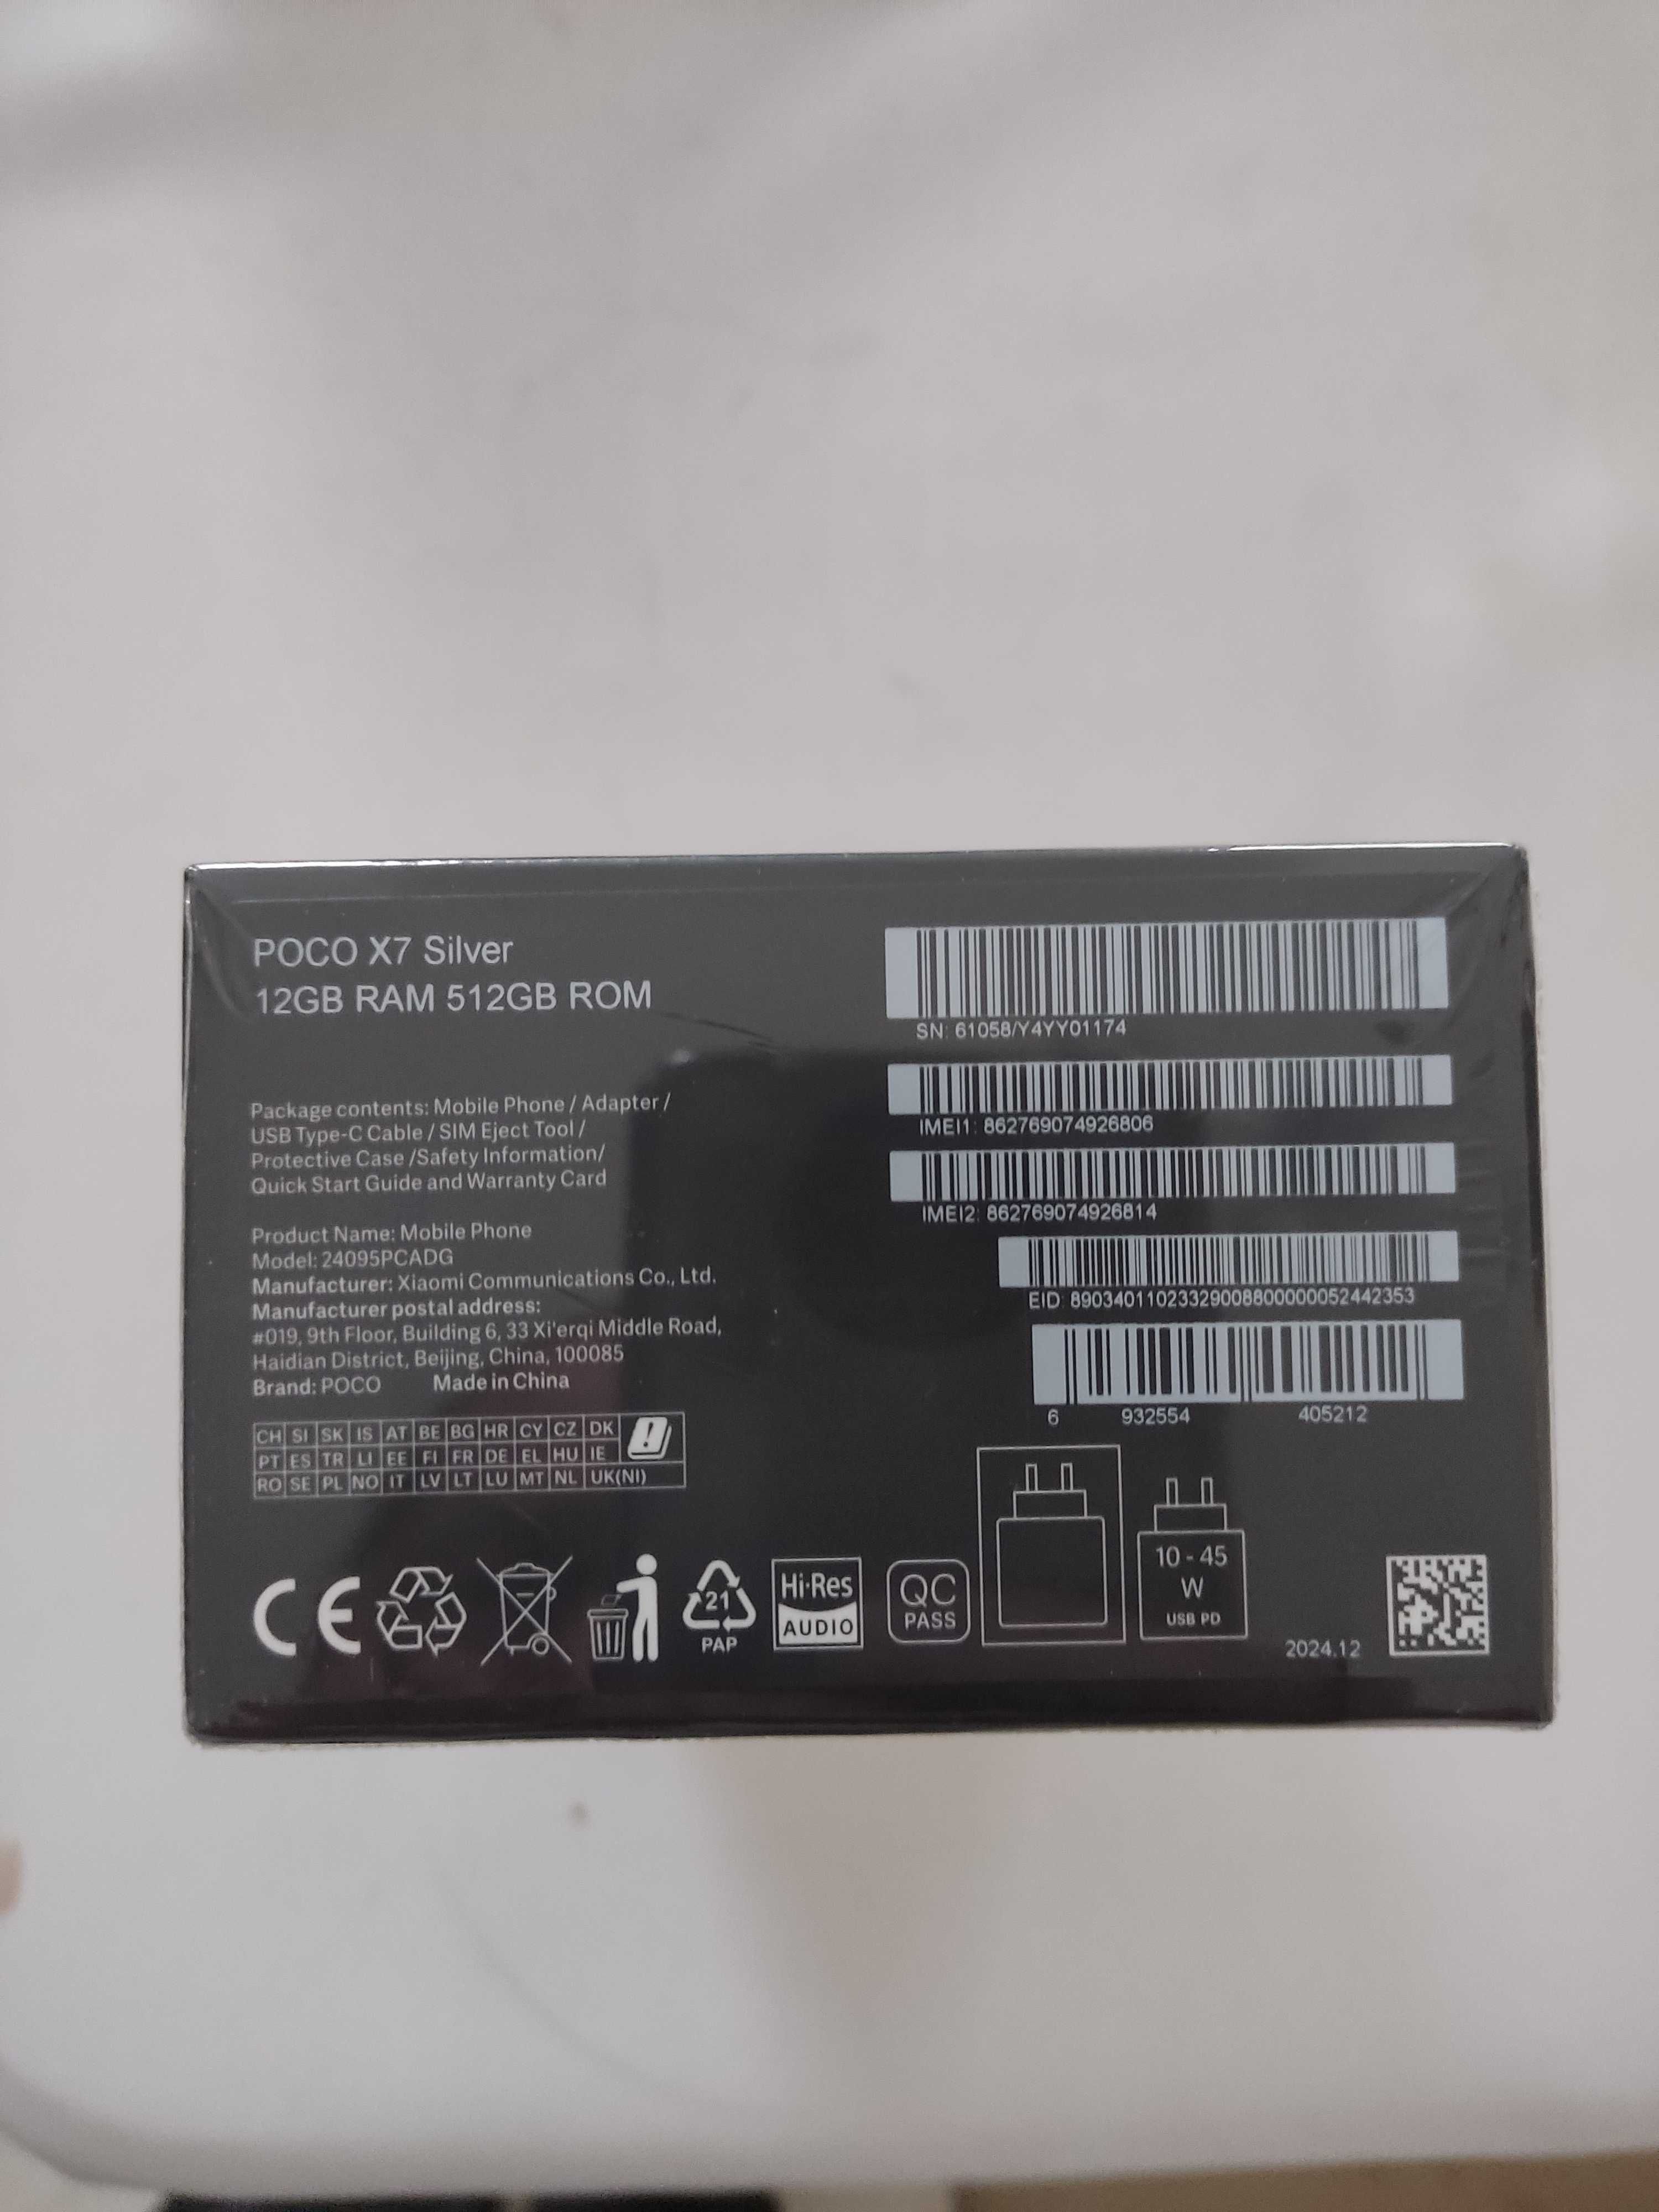 POCO X7 Silver
12GB RAM 512GB ROM
Package contents: Mobile Phone / Adapter /
USB Type-C Cable / SIM Eject Tool /
Protective Case /Safety Information/
Quick Start Guide and Warranty Card
Product Name: Mobile Phone
Model: 24095PCADG
Manufacturer: Xiaomi Communications Co., Ltd.
Manufacturer postal address:
#019, 9th Floor, Building 6, 33 Xi'erqi Middle Road,
Haidian District, Beijing, China, 100085
Brand: POCO Made in China
CH SI SK IS AT BE BG HR CY CZ DK
PT ES TR LI EE FI FR DE EL HU IE
RO SE PL NO IT LV LT LU MT NL UK(NI)
SN: 61058/Y4YY01174
IMEI1: 862769074926806
IMEI2: 862769074926814
EID: 89034011023329008800000052442353
6 932554 405212
CE
21
PAP
Hi-Res
AUDIO
QC
PASS
10 - 45
W
USB PD
2024.12